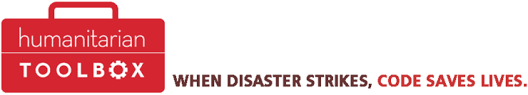 humanitarian
TOOLBOX
WHEN DISASTER STRIKES, CODE SAVES LIVES.